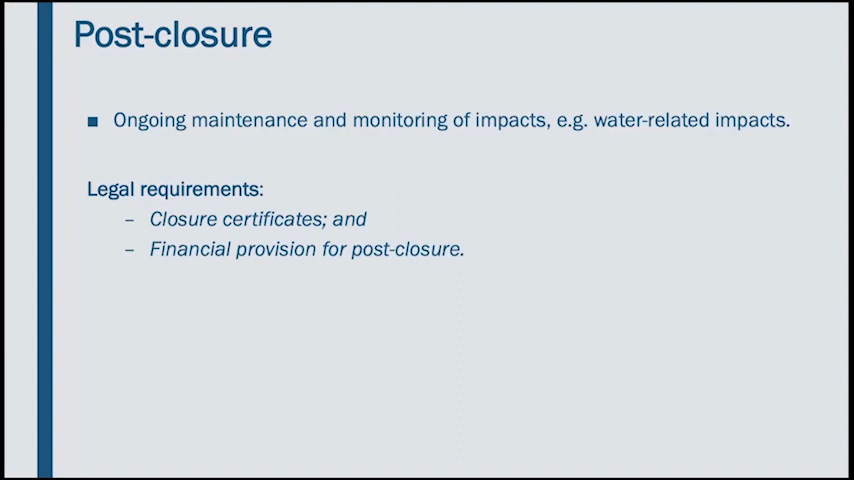 Post-closure
■ Ongoing maintenance and monitoring of impacts, e.g. water-related impacts.
Legal requirements:
– Closure certificates; and
– Financial provision for post-closure.